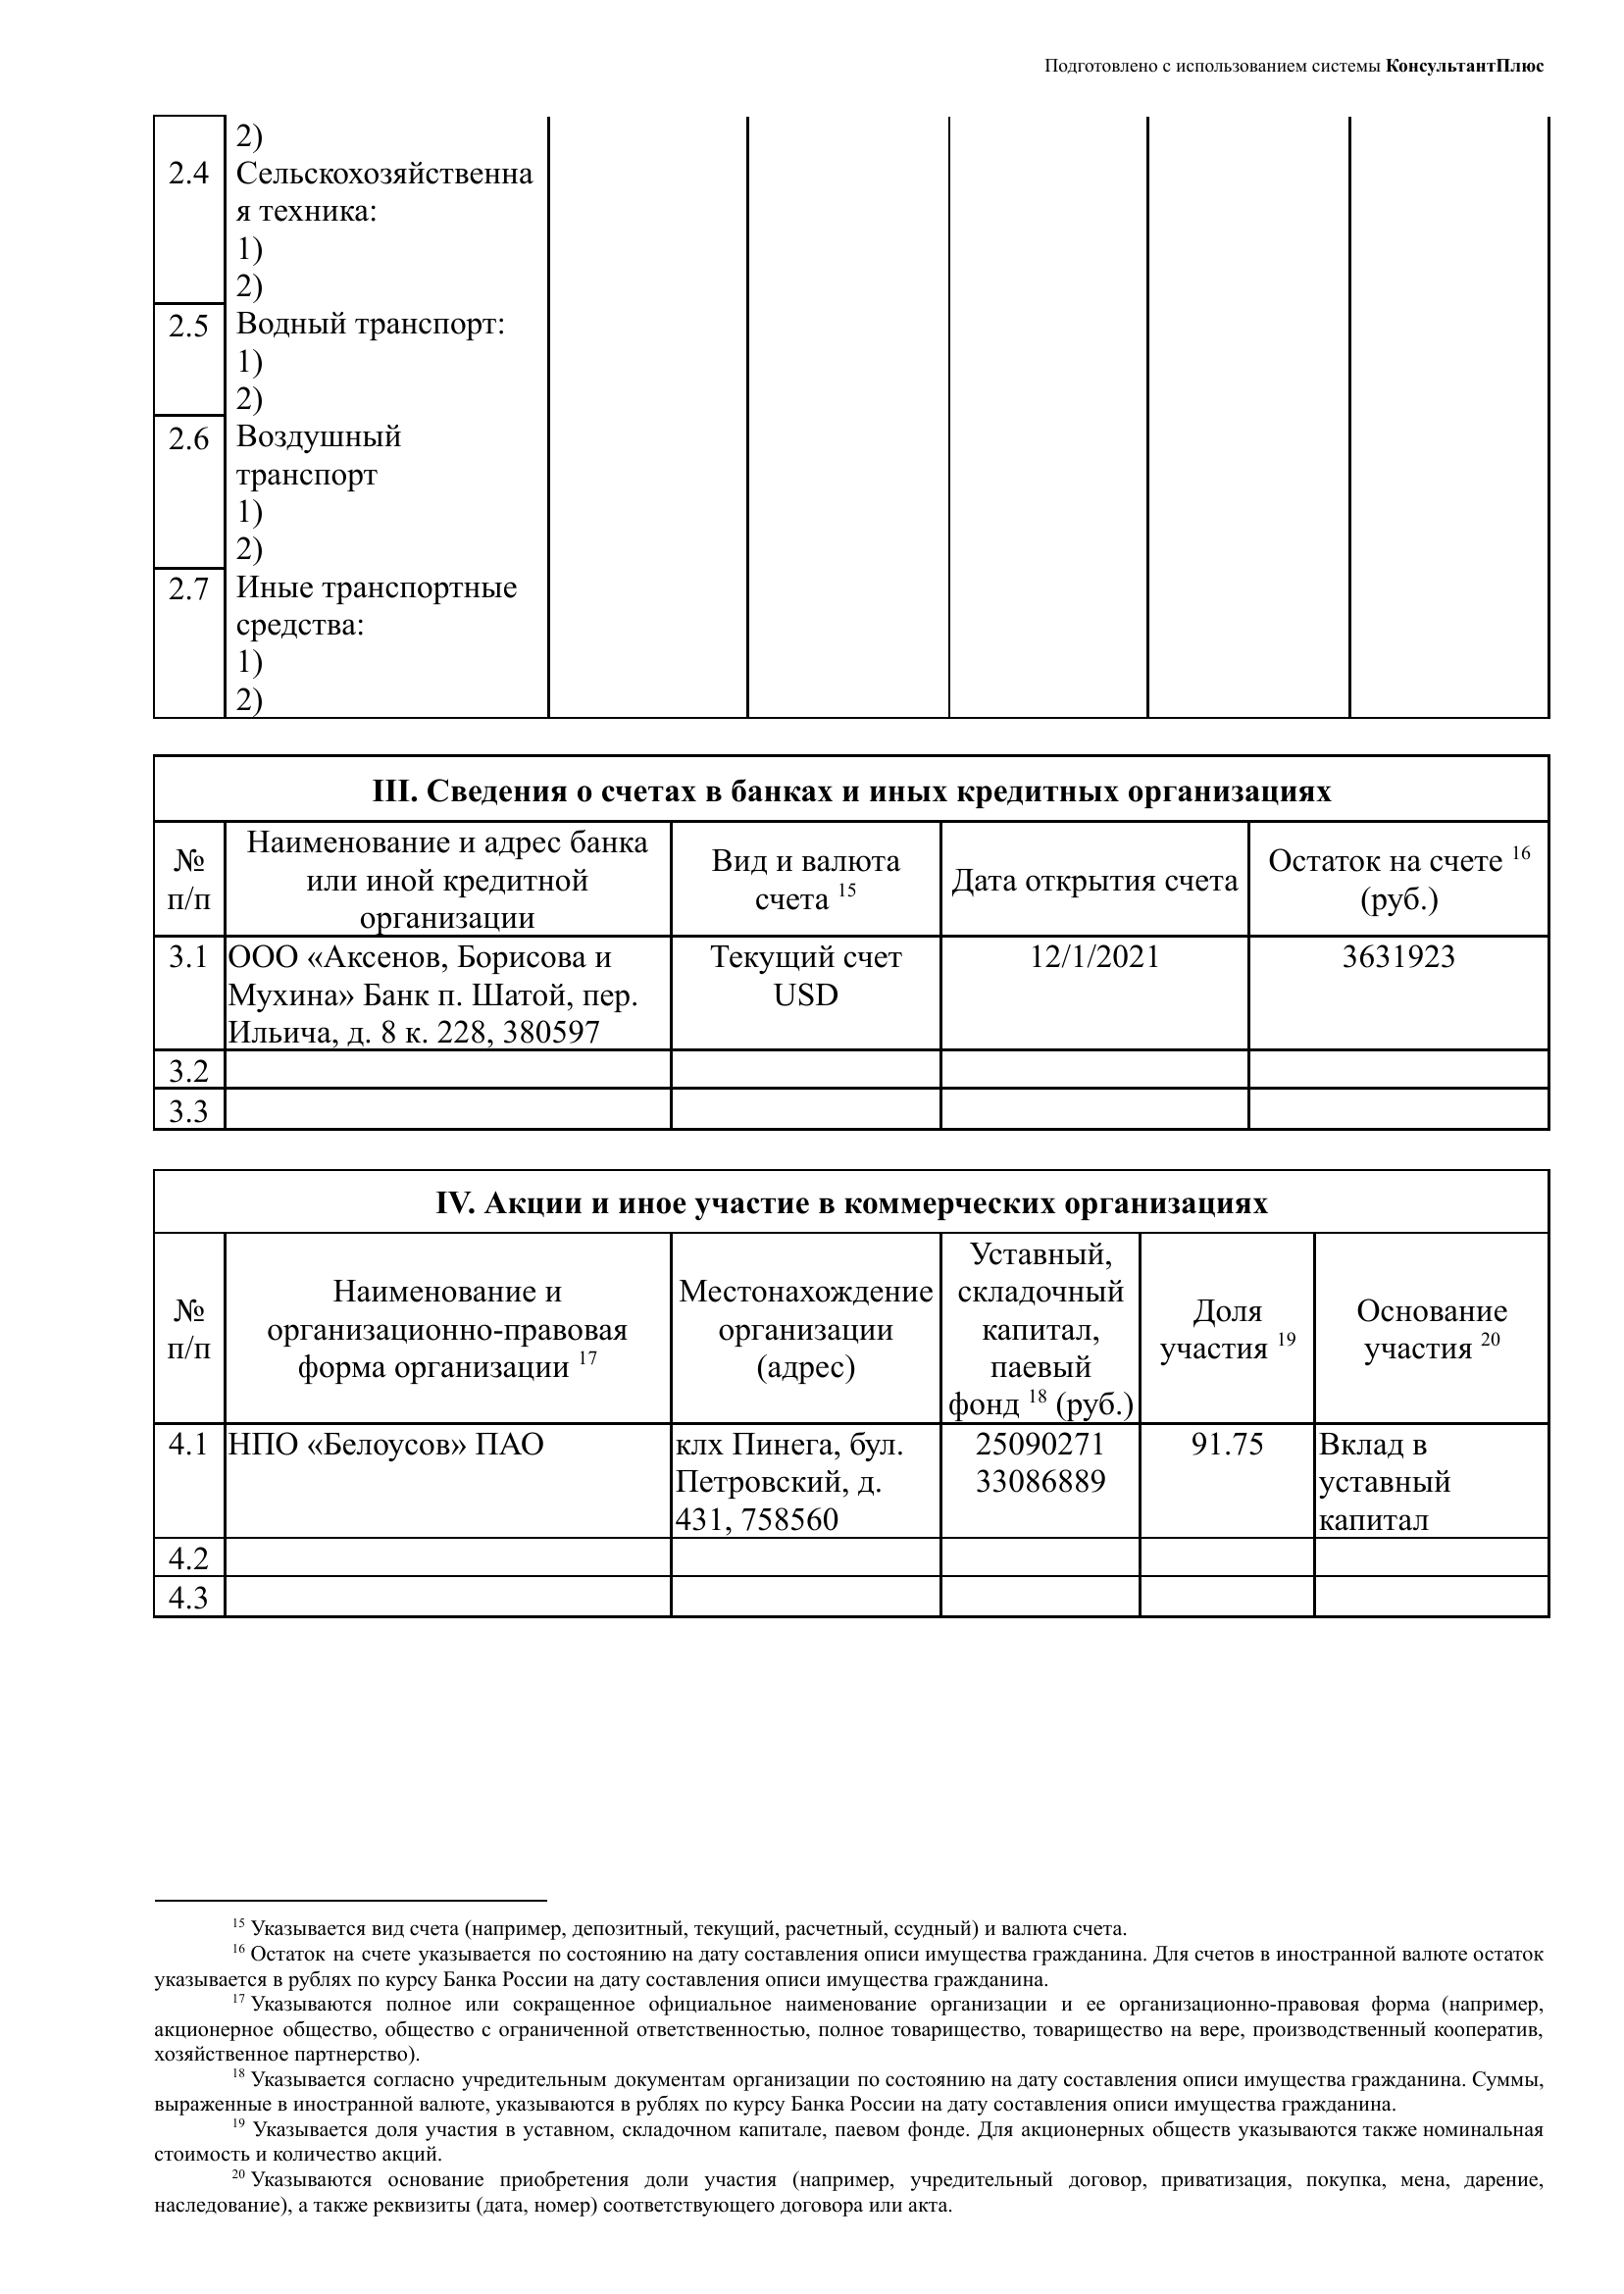 Подготовлено с использованием системы КонсультантПлюс
2)
2.4
Сельскохозяйственна
я техника:
1)
2)
2.5
Водный транспорт:
1)
2)
2.6
Воздушный
транспорт
1)
2)
2.7
Иные транспортные
средства:
1)
2)
III. Сведения о счетах в банках и иных кредитных организациях
№
п/п
Наименование и адрес банка
или иной кредитной
организации
Вид и валюта
счета 15
Дата открытия счета
Остаток на счете 16
(руб.)
3.1
ООО «Аксенов, Борисова и
Мухина» Банк п. Шатой, пер.
Ильича, д. 8 к. 228, 380597
Текущий счет
USD
12/1/2021
3631923
3.2
3.3
IV. Акции и иное участие в коммерческих организациях
№
п/п
Наименование и
организационно-правовая
форма организации 17
Местонахождение
организации
(адрес)
Уставный,
складочный
капитал,
паевый
фонд 18 (руб.)
Доля
участия 19
Основание
участия 20
4.1
НПО «Белоусов» ПАО
клх Пинега, бул.
Петровский, д.
431, 758560
25090271
33086889
91.75
Вклад в
уставный
капитал
4.2
4.3
15 Указывается вид счета (например, депозитный, текущий, расчетный, ссудный) и валюта счета.
16 Остаток на счете указывается по состоянию на дату составления описи имущества гражданина. Для счетов в иностранной валюте остаток
указывается в рублях по курсу Банка России на дату составления описи имущества гражданина.
17 Указываются полное или сокращенное официальное наименование организации и ее организационно-правовая форма (например,
акционерное общество, общество с ограниченной ответственностью, полное товарищество, товарищество на вере, производственный кооператив,
хозяйственное партнерство).
18 Указывается согласно учредительным документам организации по состоянию на дату составления описи имущества гражданина. Суммы,
выраженные в иностранной валюте, указываются в рублях по курсу Банка России на дату составления описи имущества гражданина.
19 Указывается доля участия в уставном, складочном капитале, паевом фонде. Для акционерных обществ указываются также номинальная
стоимость и количество акций.
20 Указываются основание приобретения доли участия (например, учредительный договор, приватизация, покупка, мена, дарение,
наследование), а также реквизиты (дата, номер) соответствующего договора или акта.